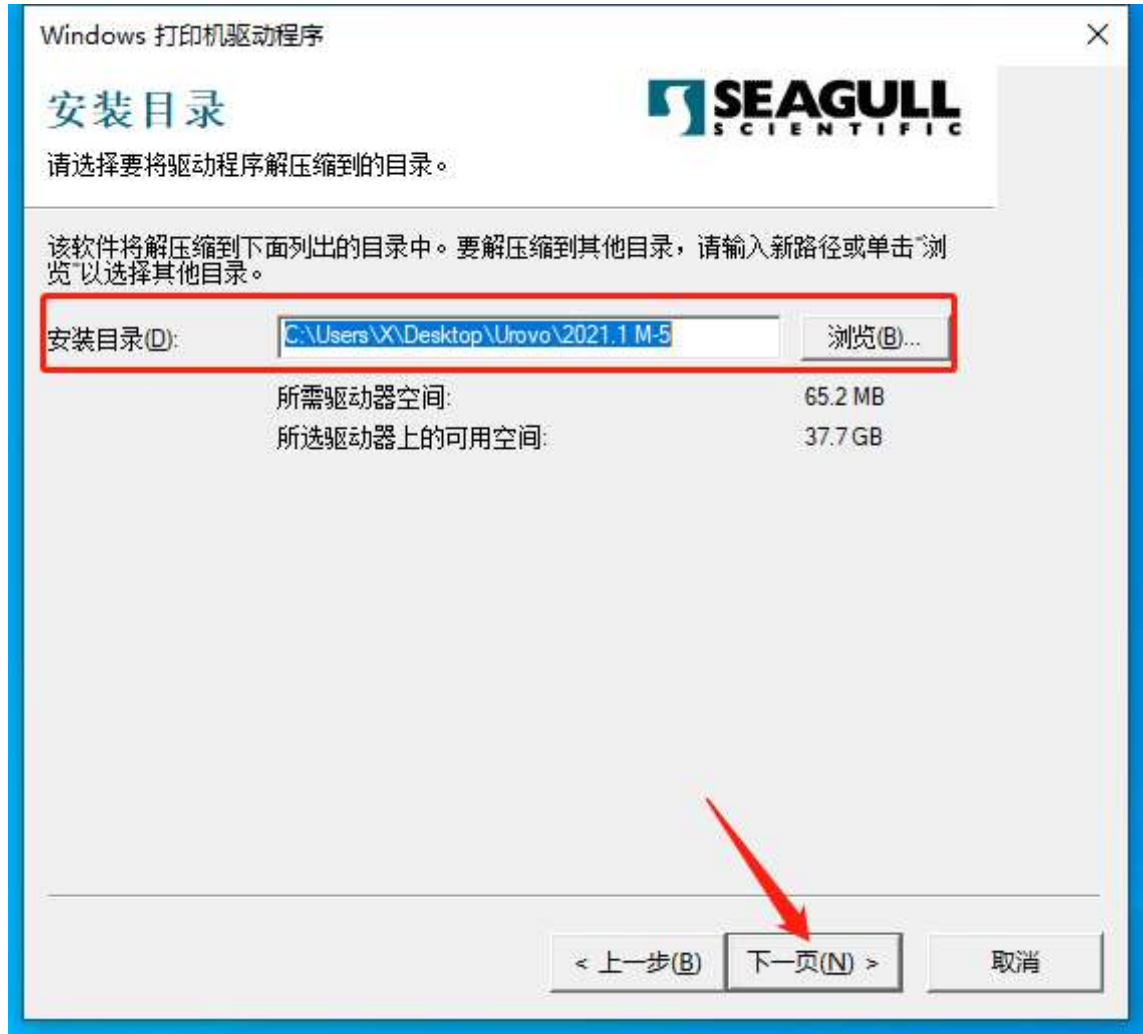 Windows 打印机驱动程序
安装目录
SEAGULL
SCIENTIFIC
请选择要将驱动程序解压缩到的目录。
该软件将解压缩到下面列出的目录中。要解压缩到其他目录，请输入新路径或单击"浏
览"以选择其他目录。
安装目录(D): C:\Users\X\Desktop\Urovo\2021.1 M-5 浏览(B)...
所需驱动器空间: 65.2 MB
所选驱动器上的可用空间: 37.7 GB
< 上一步(B) 下一页(N) > 取消